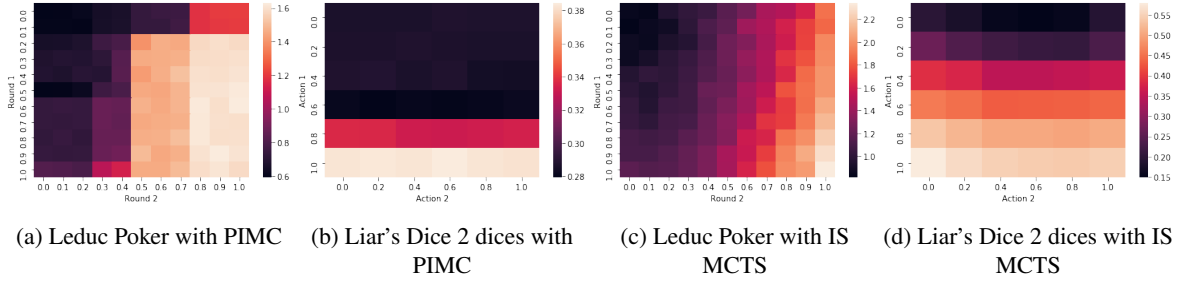 0.0 0.1 0.2 0.3 0.4 0.5 0.6 0.7 0.8 0.9 1.0
Round 1
0.0 0.1 0.2 0.3 0.4 0.5 0.6 0.7 0.8 0.9 1.0
Round 2
1.6
1.4
1.2
1.0
0.8
0.6
(a) Leduc Poker with PIMC
0.0 0.2 0.4 0.6 0.8 1.0
Action 1
0.0 0.2 0.4 0.6 0.8 1.0
Action 2
0.38
0.36
0.34
0.32
0.30
0.28
(b) Liar's Dice 2 dices with
PIMC
0.0 0.1 0.2 0.3 0.4 0.5 0.6 0.7 0.8 0.9 1.0
Round 1
0.0 0.1 0.2 0.3 0.4 0.5 0.6 0.7 0.8 0.9 1.0
Round 2
2.2
2.0
1.8
1.6
1.4
1.2
1.0
(c) Leduc Poker with IS
MCTS
0.0 0.2 0.4 0.6 0.8 1.0
Action 1
0.0 0.2 0.4 0.6 0.8 1.0
Action 2
0.55
0.50
0.45
0.40
0.35
0.30
0.25
0.20
0.15
(d) Liar's Dice 2 dices with IS
MCTS